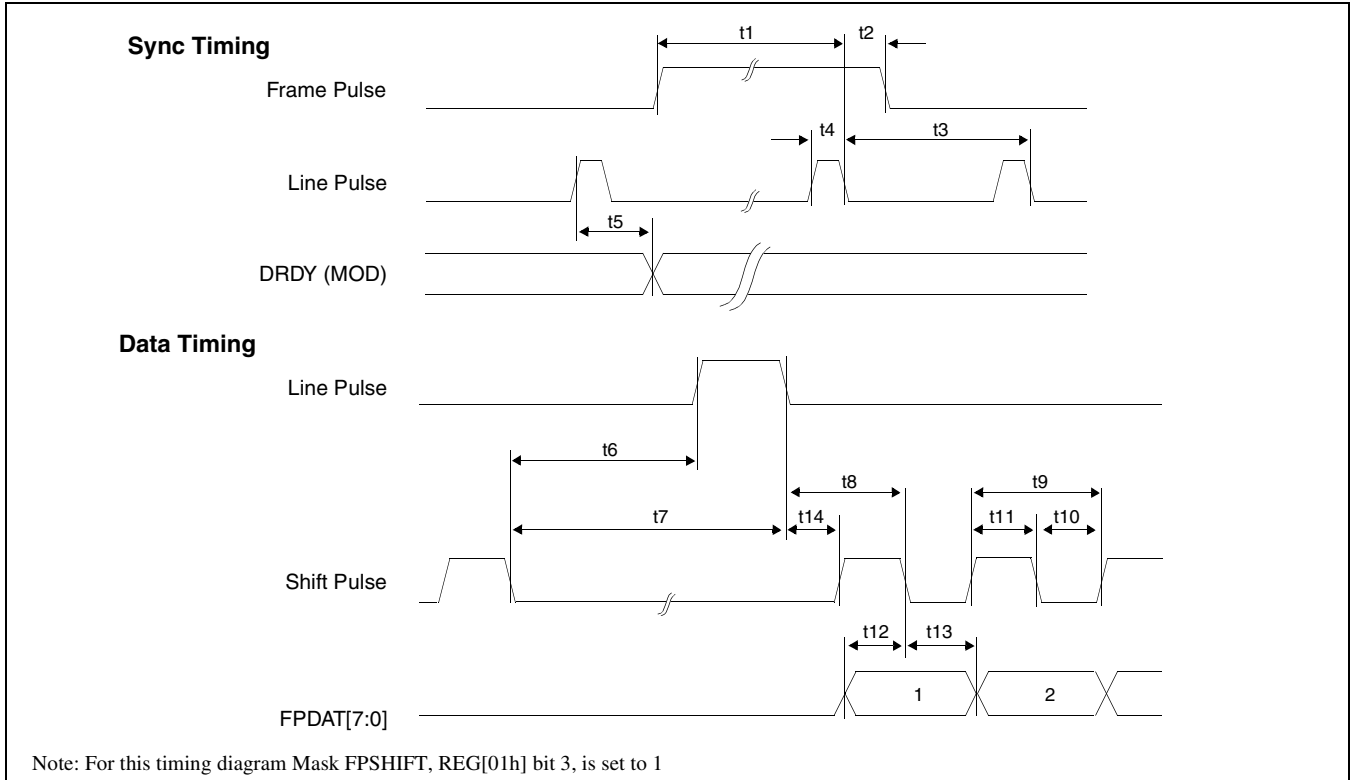 Sync Timing
t1
t2
Frame Pulse
t4
t3
Line Pulse
t5
DRDY (MOD)
Data Timing
Line Pulse
t6
t8
t9
t7
t14
t11
t10
Shift Pulse
t12
t13
1
2
FPDAT[7:0]
Note: For this timing diagram Mask FPSHIFT, REG[01h] bit 3, is set to 1